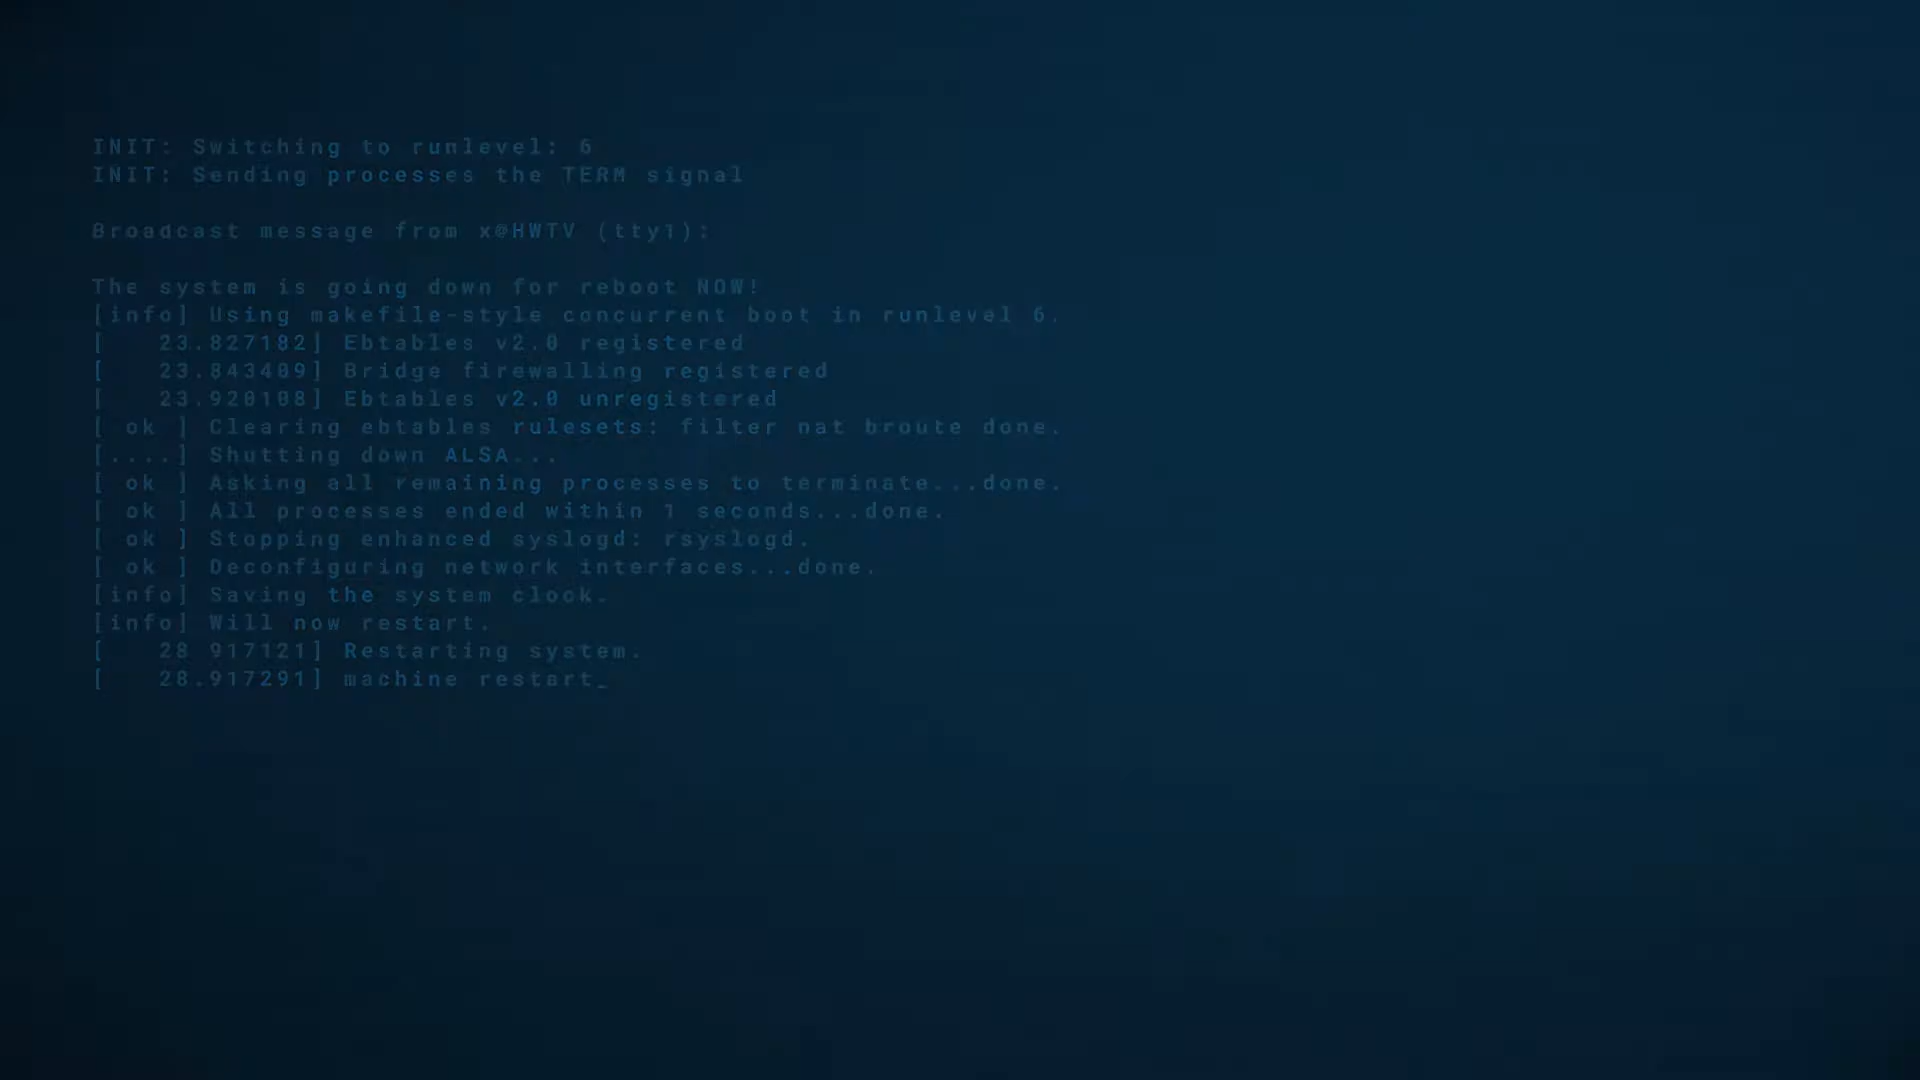 INIT: Switching to runlevel: 6
INIT: Sending processes the TERM signal
Broadcast message from x@HWTV (tty1):
The system is going down for reboot NOW!
[info] Using makefile-style concurrent boot in runlevel 6.
[   23.827182] Ebtables v2.0 registered
[   23.843409] Bridge firewalling registered
[   23.920108] Ebtables v2.0 unregistered
[ ok ] Clearing ebtables rulesets: filter nat broute done.
[....] Shutting down ALSA...
[ ok ] Asking all remaining processes to terminate...done.
[ ok ] All processes ended within 1 seconds...done.
[ ok ] Stopping enhanced syslogd: rsyslogd.
[ ok ] Deconfiguring network interfaces...done.
[info] Saving the system clock.
[info] Will now restart.
[   28 917121] Restarting system.
[   28.917291] machine restart_